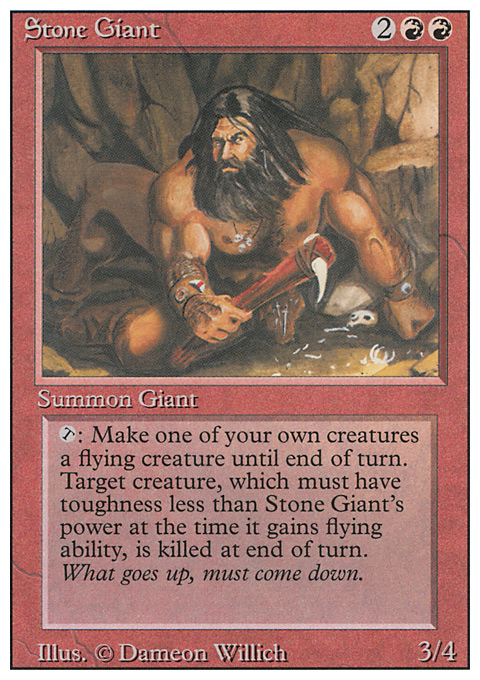 Stone Giant 2
Summon Giant
T: Make one of your own creatures
a flying creature until end of turn.
Target creature, which must have
toughness less than Stone Giant's
power at the time it gains flying
ability, is killed at end of turn.
What goes up, must come down.
Illus. © Dameon Willich 3/4